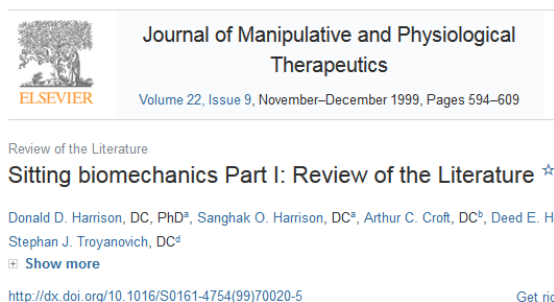 ELSEVIER
Journal of Manipulative and Physiological
Therapeutics
Volume 22, Issue 9, November–December 1999, Pages 594–609
Review of the Literature
Sitting biomechanics Part I: Review of the Literature ☆
Donald D. Harrison, DC, PhDª, Sanghak O. Harrison, DCª, Arthur C. Croft, DCᵇ, Deed E. H
Stephan J. Troyanovich, DCᵈ
Show more
http://dx.doi.org/10.1016/S0161-4754(99)70020-5
Get rig